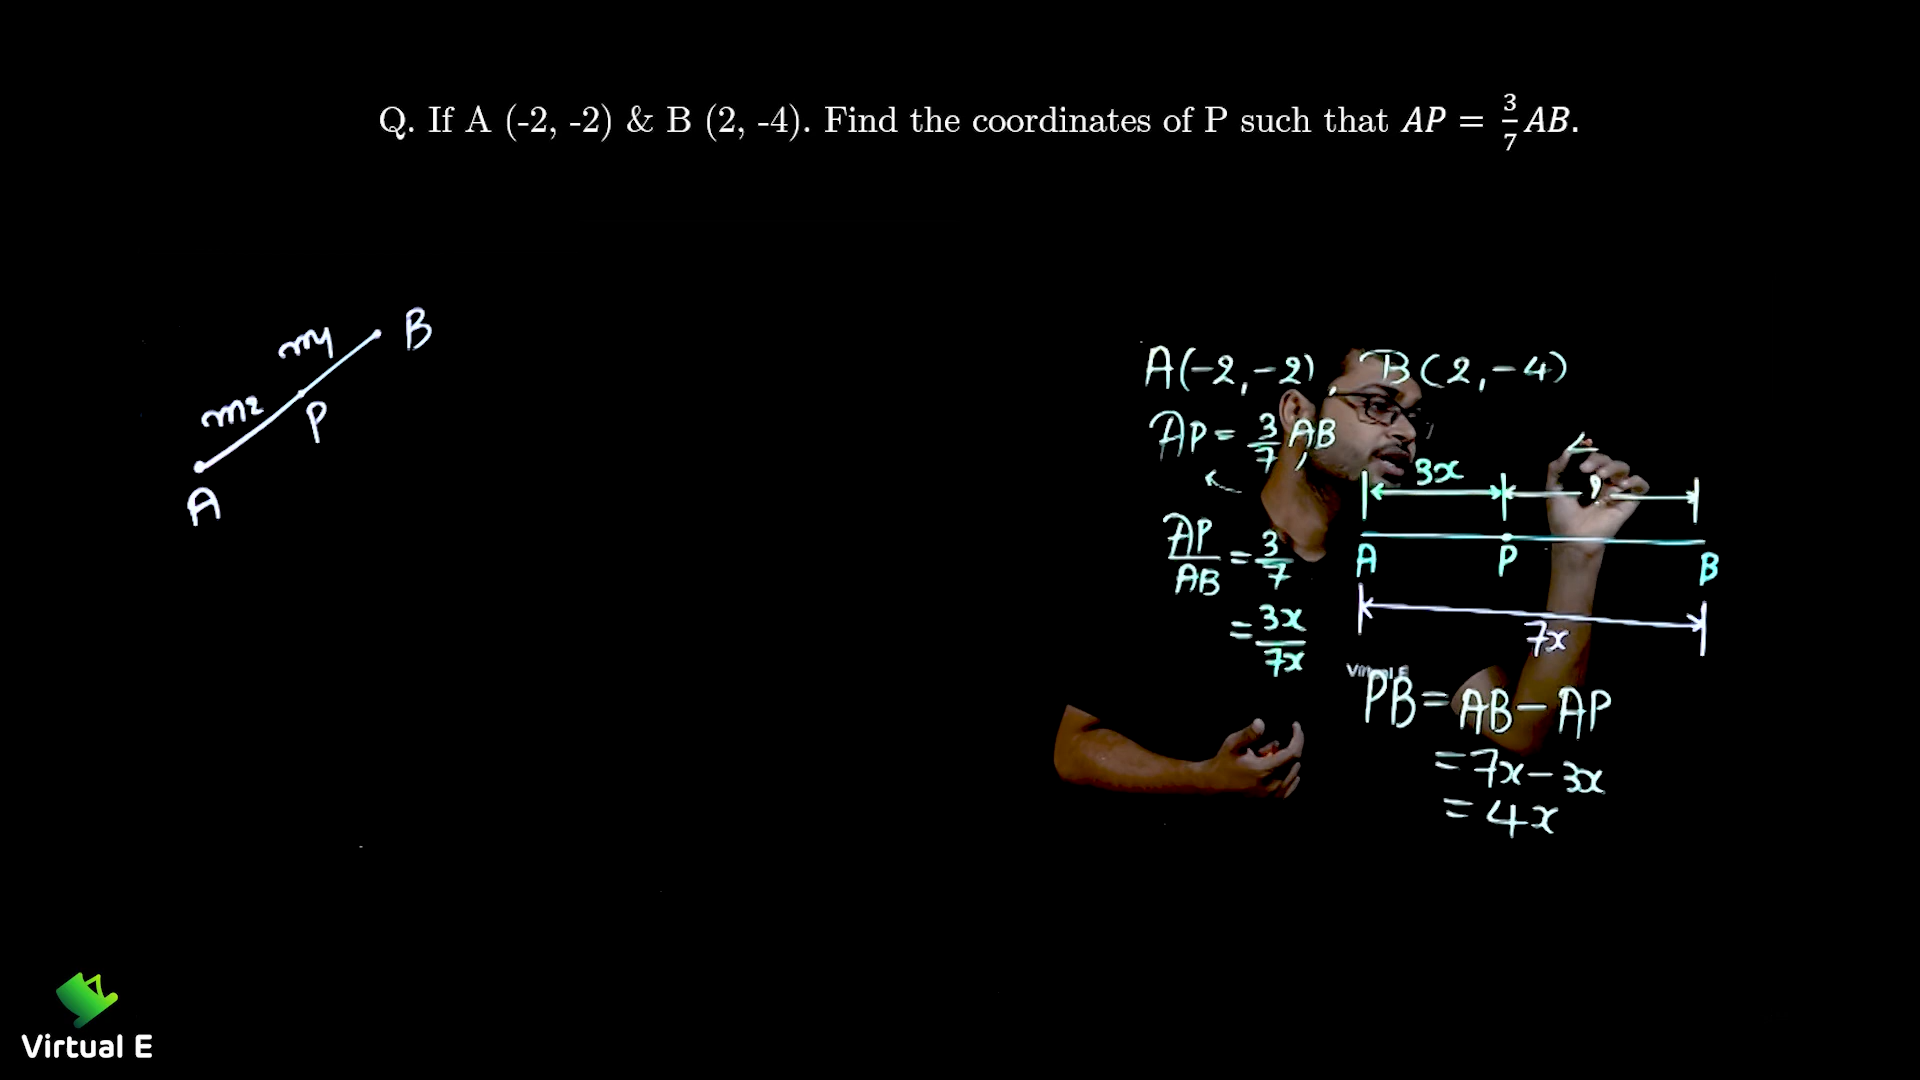 Q. If A (-2, -2) & B (2, -4). Find the coordinates of P such that AP = 3/7 AB.
m1 B
m2 P
A
A(-2,-2), B(2,-4)
AP = 3/7 AB,
AP/AB = 3/7
= 3x/7x
3x ?
A P B
7x
Virtual E
PB = AB - AP
= 7x - 3x
= 4x
Virtual E